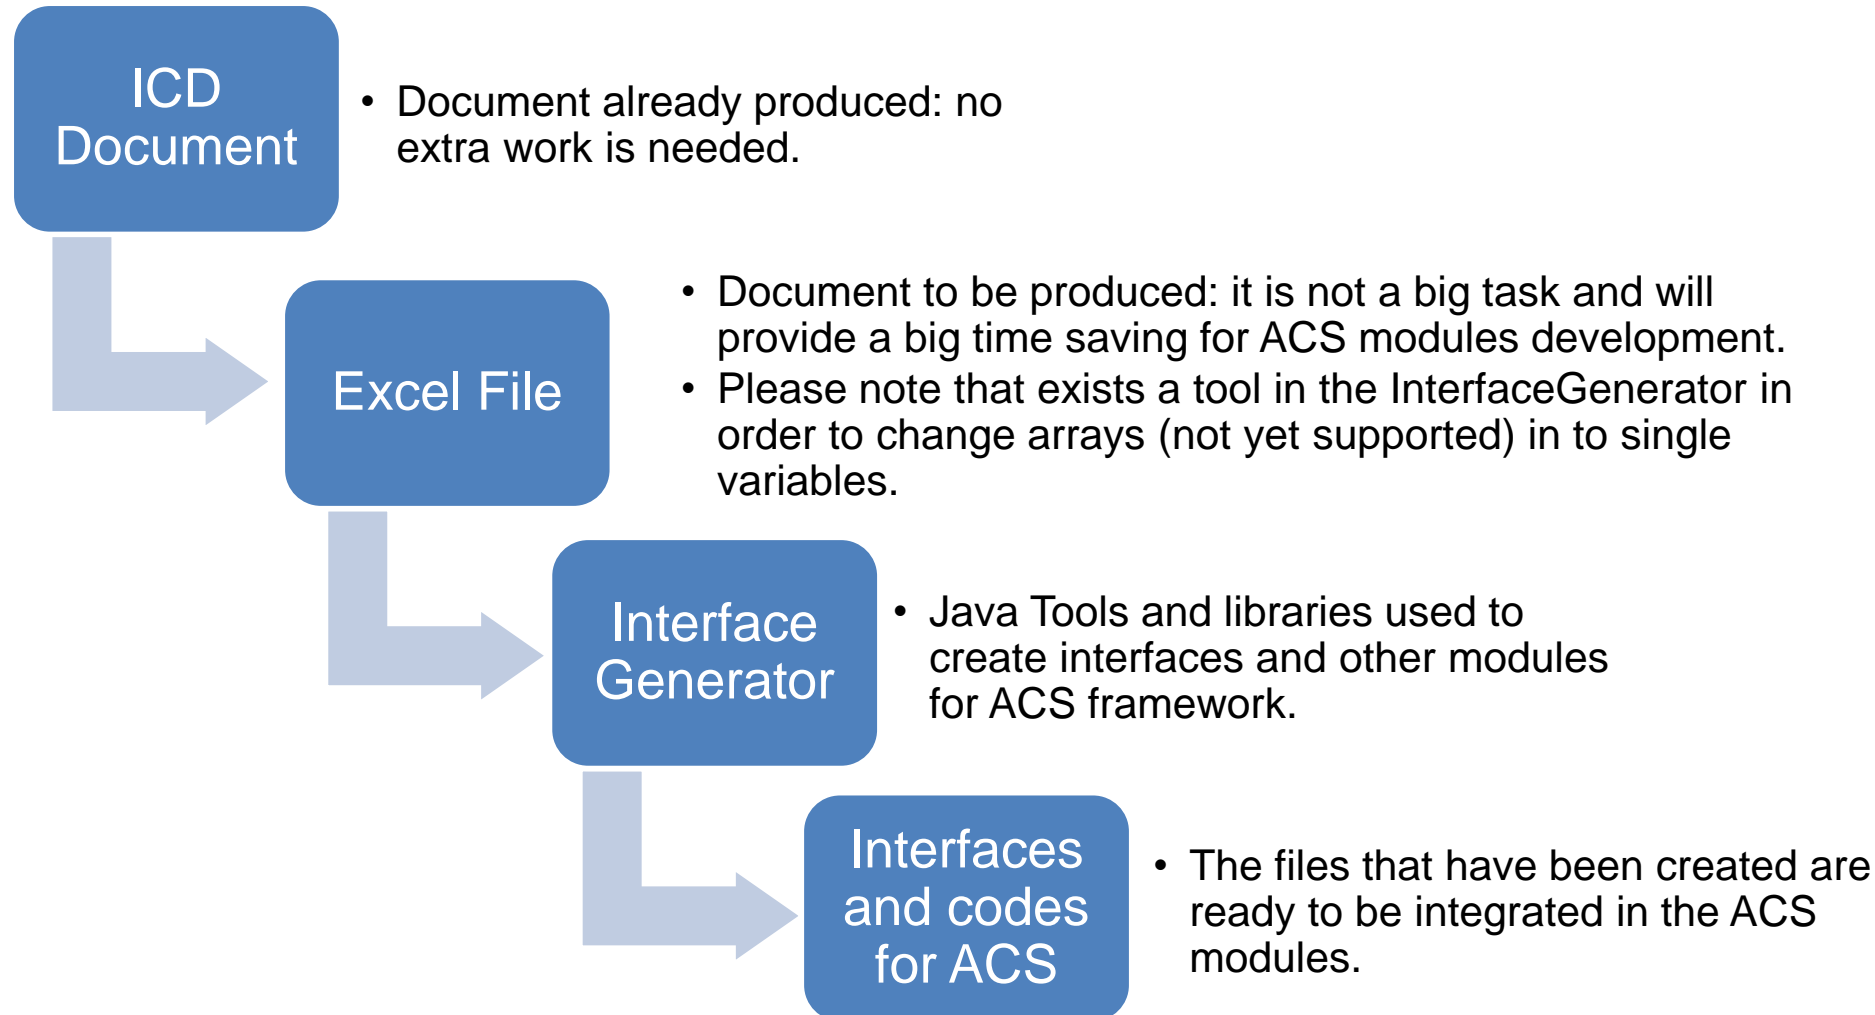 ICD
Document
• Document already produced: no
extra work is needed.
Excel File
• Document to be produced: it is not a big task and will
provide a big time saving for ACS modules development.
• Please note that exists a tool in the InterfaceGenerator in
order to change arrays (not yet supported) in to single
variables.
Interface
Generator
• Java Tools and libraries used to
create interfaces and other modules
for ACS framework.
Interfaces
and codes
for ACS
• The files that have been created are
ready to be integrated in the ACS
modules.